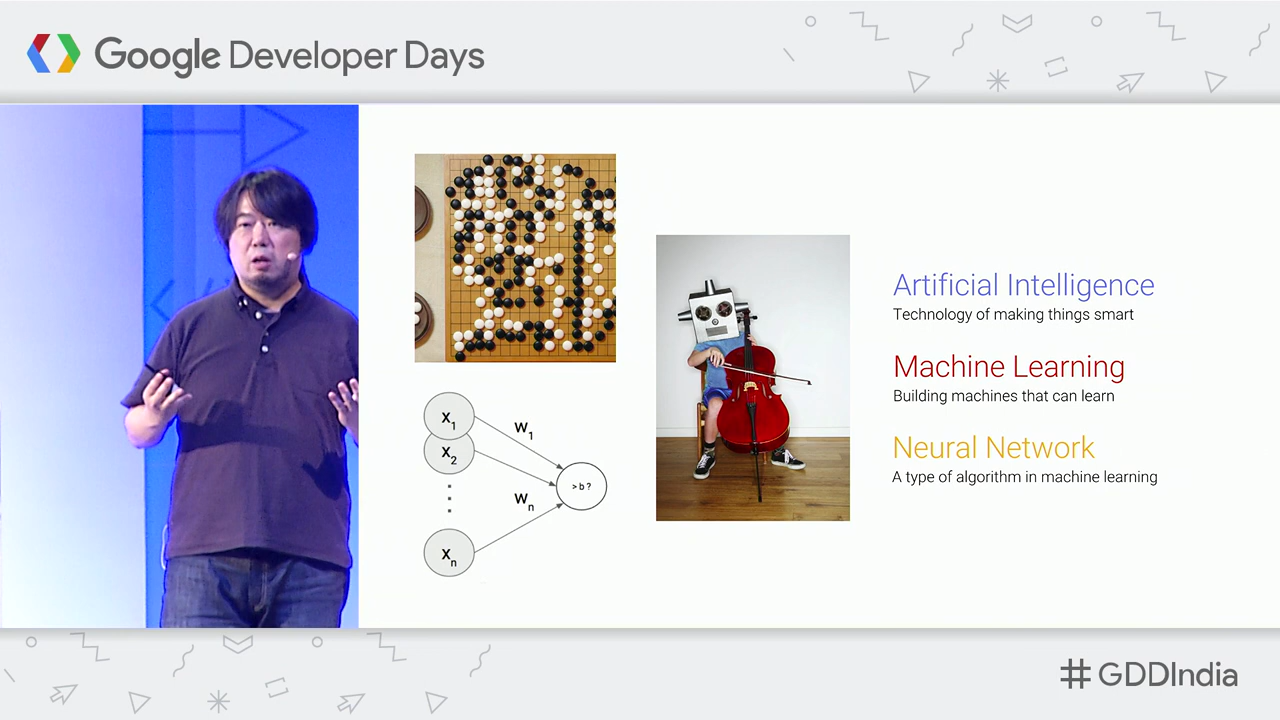 Google Developer Days
X1
X2
Xn
W1
Wn
>b?
Artificial Intelligence
Technology of making things smart
Machine Learning
Building machines that can learn
Neural Network
A type of algorithm in machine learning
# GDDIndia